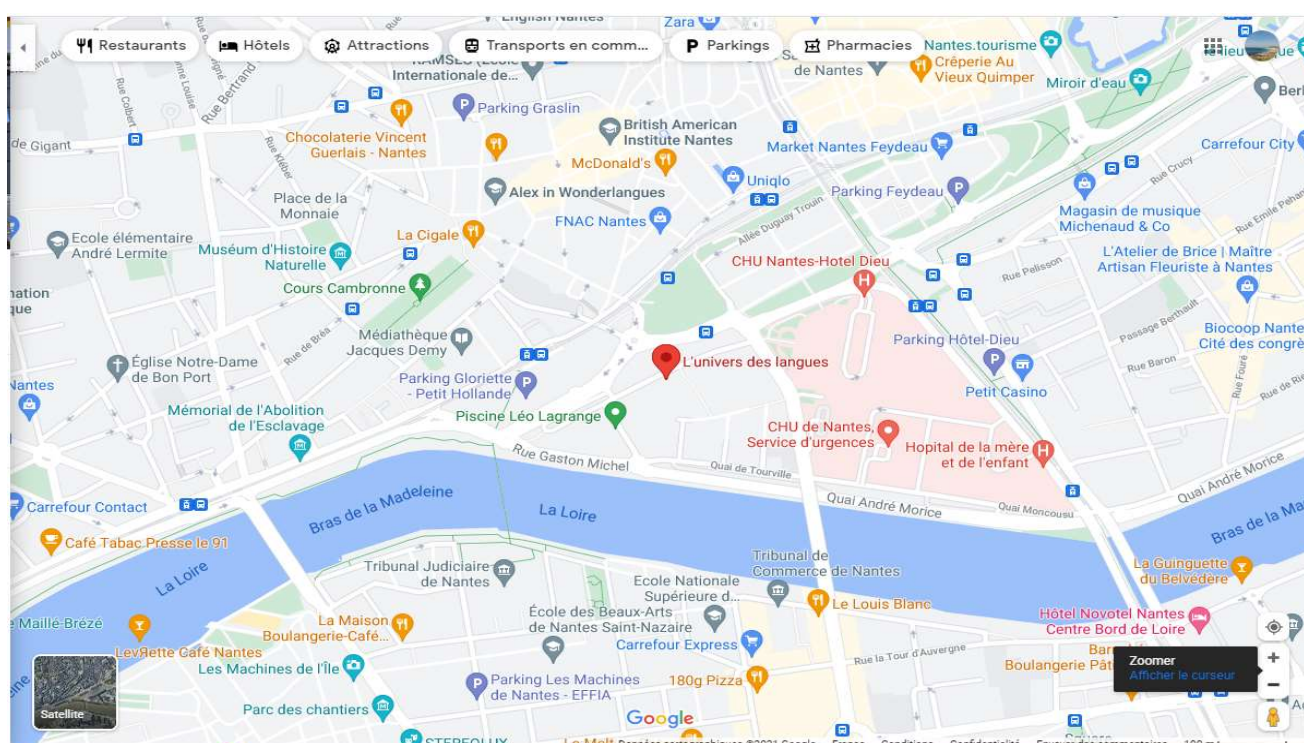 English Nantes
Zara
Restaurants
Hôtels
Attractions
Transports en comm...
Parkings
Pharmacies
Nantes.tourisme
Internationale de...
de Nantes
Crêperie Au
Vieux Quimper
Miroir d'eau
Rue Colbert
Rue Bertrand
Parking Graslin
de Gigant
Chocolaterie Vincent
Guerlais - Nantes
Rue Kléber
British American
Institute Nantes
McDonald's
Market Nantes Feydeau
Carrefour City
Rue Crucy
Alex in Wonderlangues
Uniqlo
Parking Feydeau
Place de la
Monnaie
FNAC Nantes
Allée Duguay Trouin
Magasin de musique
Michenaud & Co
Ecole élémentaire
André Lermite
Muséum d'Histoire
Naturelle
La Cigale
CHU Nantes-Hotel Dieu
Rue Pelisson
L'Atelier de Brice | Maître
Artisan Fleuriste à Nantes
Cours Cambronne
Rue de Bréa
Médiathèque
Jacques Demy
Parking Hôtel-Dieu
Passage Berthault
Biocoop Nante
Cité des congrè
Église Notre-Dame
de Bon Port
L'univers des langues
Rue Baron
Rue Fouré
Parking Gloriette
- Petit Hollande
Petit Casino
Nantes
Mémorial de l'Abolition
de l'Esclavage
Piscine Léo Lagrange
CHU de Nantes,
Service d'urgences
Hopital de la mère
et de l'enfant
Rue Gaston Michel
Quai de Tourville
Quai André Morice
Quai Moncousu
Quai André Morice
Carrefour Contact
Bras de la Madeleine
La Loire
Bras de la Ma
Café Tabac Presse le 91
La Loire
Tribunal Judiciaire
de Nantes
Ecole Nationale
Supérieure d...
Tribunal de
Commerce de Nantes
La Guinguette
du Belvédère
Maillé-Brézé
La Maison
Boulangerie-Café...
École des Beaux-Arts
de Nantes Saint-Nazaire
Le Louis Blanc
Hôtel Novotel Nantes
Centre Bord de Loire
LevЯette Café Nantes
Carrefour Express
Rue la Tour d'Auvergne
Les Machines de l'Île
Boulangerie Pât
Zoomer
Afficher le curseur
Parking Les Machines
de Nantes - EFFIA
180g Pizza
Satellite
Parc des chantiers
Google